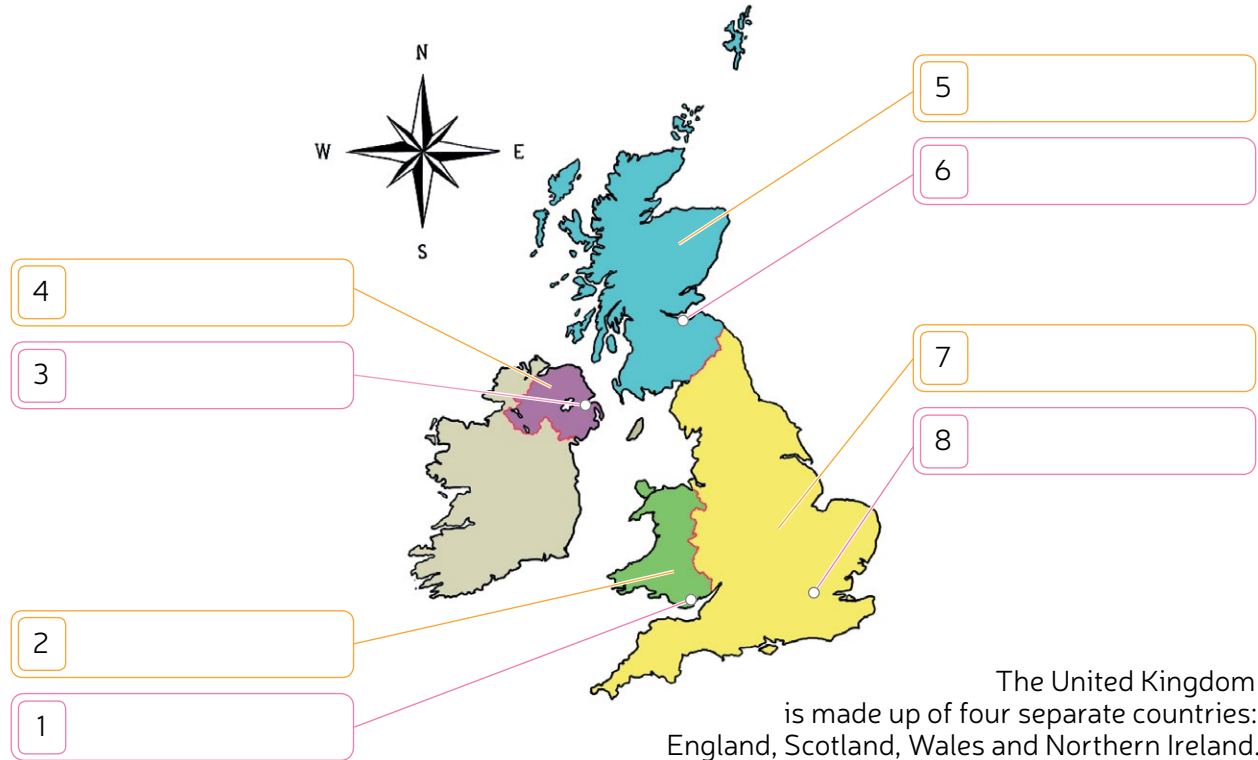 N
W
E
S
5
6
4
3
7
8
2
1
The United Kingdom
is made up of four separate countries:
England, Scotland, Wales and Northern Ireland.